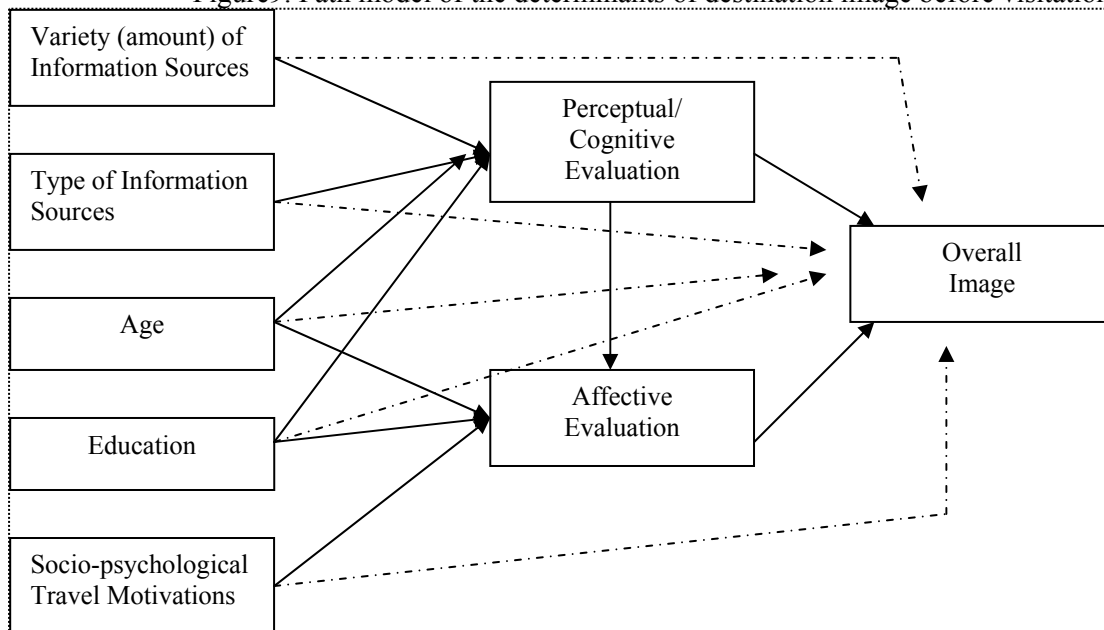 Figure9. Path model of the determinants of destination image before visitation
Variety (amount) of
Information Sources
Perceptual/
Cognitive
Evaluation
Type of Information
Sources
Overall
Image
Age
Affective
Evaluation
Education
Socio-psychological
Travel Motivations